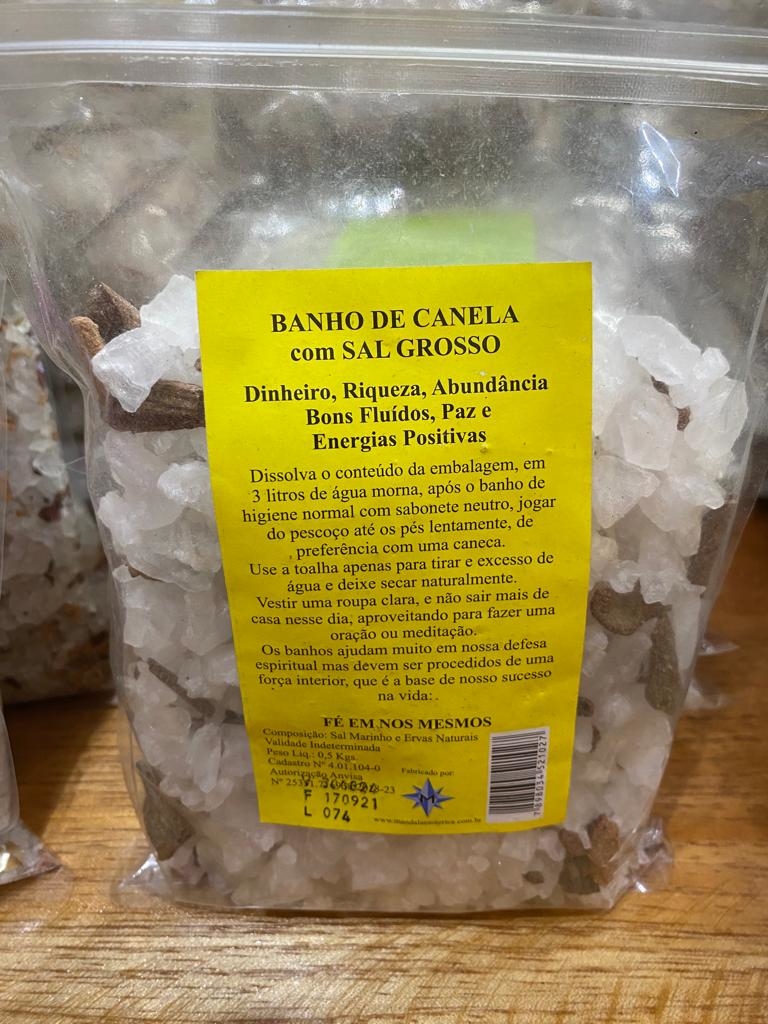 BANHO DE CANELA
com SAL GROSSO
Dinheiro, Riqueza, Abundância
Bons Fluídos, Paz e
Energias Positivas
Dissolva o conteúdo da embalagem, em
3 litros de água morna, após o banho de
higiene normal com sabonete neutro, jogar
do pescoço até os pés lentamente, de
preferência com uma caneca.
Use a toalha apenas para tirar e excesso de
água e deixe secar naturalmente.
Vestir uma roupa clara, e não sair mais de
casa nesse dia, aproveitando para fazer uma
oração ou meditação.
Os banhos ajudam muito em nossa defesa
espiritual mas devem ser procedidos de uma
força interior, que é a base de nosso sucesso
na vida:
FÉ EM NOS MESMOS
Composição: Sal Marinho e Ervas Naturais
Validade Indeterminada
Peso Liq.: 0,5 Kgs.
Cadastro Nº 4.01.104-0
Autorização Anvisa
Nº
F 170921
L 074
Fabricado por:
M
7 898034 521027